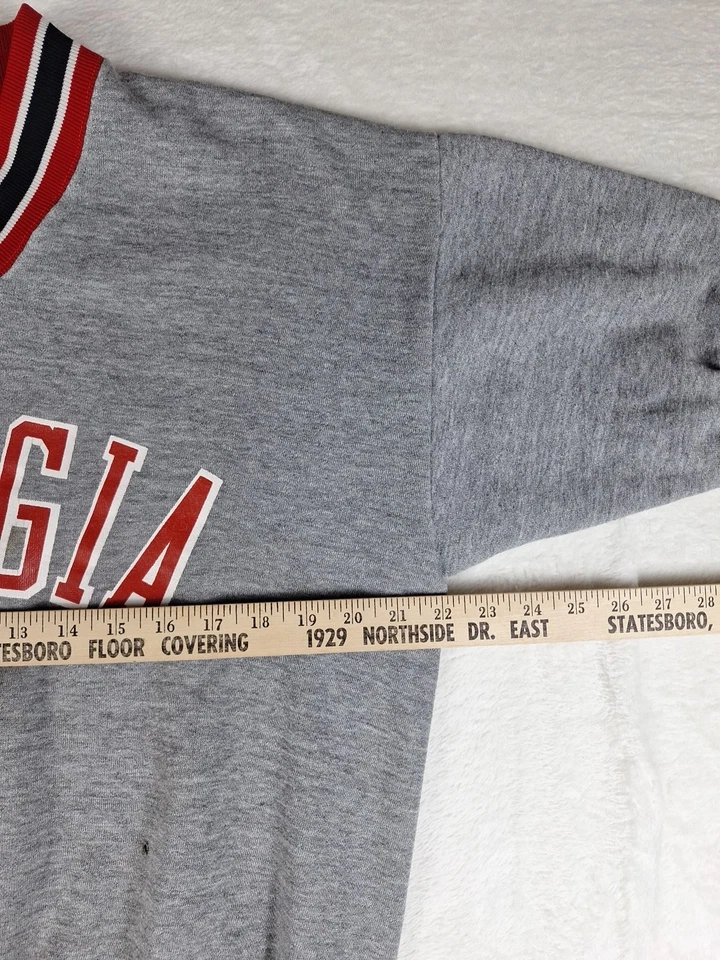 GIA
13 14 15 16 17 18 19 20 21 22 23 24 25 26 27 28
TESBORO FLOOR COVERING 1929 NORTHSIDE DR. EAST STATESBORO,